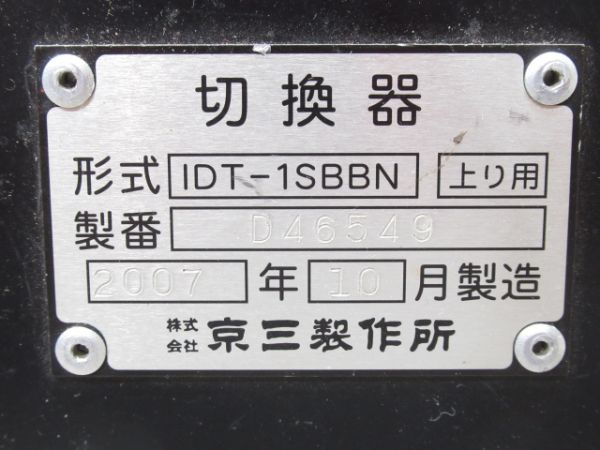 切換器
形式 IDT-1SBBN 上り用
製番 D46549
2007 年 10 月製造
株式会社 京三製作所